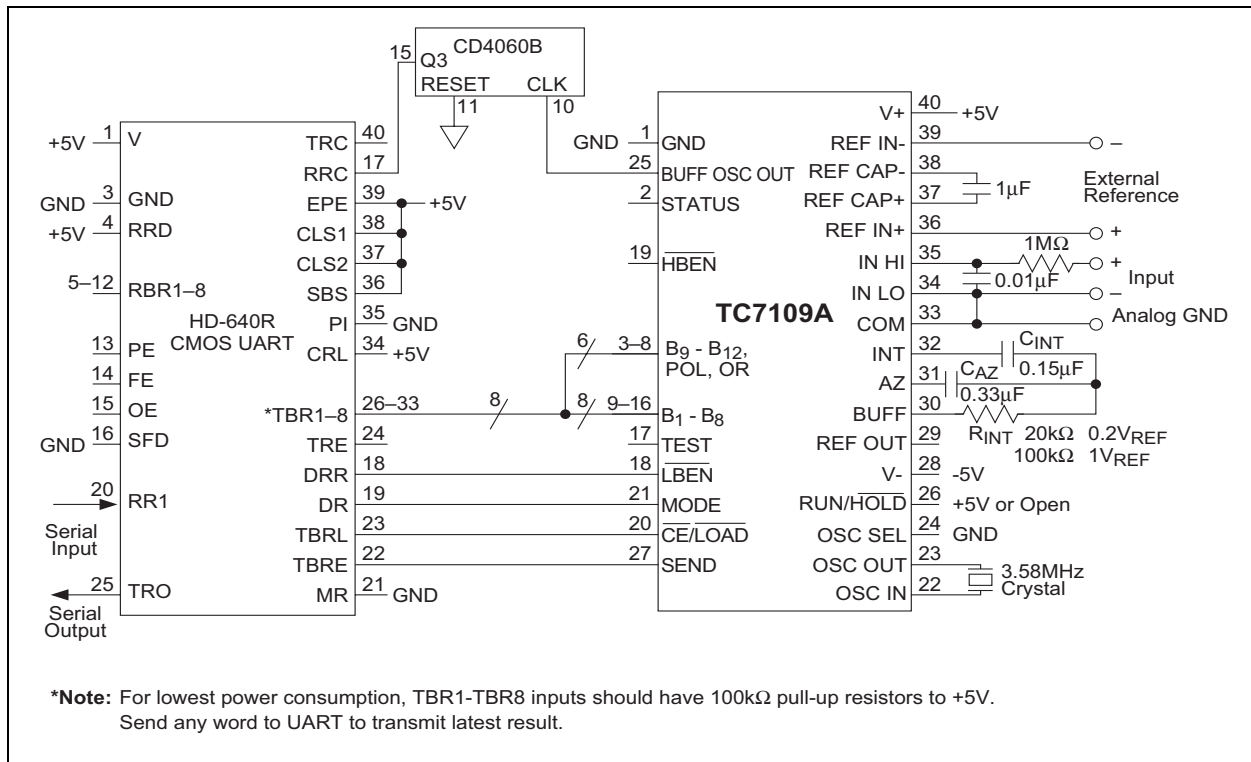 CD4060B
15 Q3
RESET CLK
11 10
+5V 1 V
TRC 40
RRC 17
GND 3 GND
EPE 39 +5V
+5V 4 RRD
CLS1 38
CLS2 37
5–12 RBR1–8
SBS 36
HD-640R
CMOS UART
PI 35 GND
CRL 34 +5V
13 PE
14 FE
15 OE
*TBR1–8 26–33 8
GND 16 SFD
TRE 24
DRR 18
20 RR1
DR 19
Serial
Input
TBRL 23
TBRE 22
25 TRO
MR 21 GND
Serial
Output
TC7109A
GND 1 GND
25 BUFF OSC OUT
2 STATUS
19 HBEN
6 3–8 B9 - B12,
POL, OR
8 9–16 B1 - B8
17 TEST
18 LBEN
21 MODE
20 CE/LOAD
27 SEND
V+ 40 +5V
REF IN- 39 –
REF CAP- 38
1µF
REF CAP+ 37
External
Reference
REF IN+ 36 +
IN HI 35 1MΩ +
0.01µF Input
IN LO 34 –
COM 33 Analog GND
INT 32 CINT
0.15µF
AZ 31 CAZ
0.33µF
BUFF 30
RINT 20kΩ 0.2VREF
100kΩ 1VREF
REF OUT 29
V- 28 -5V
RUN/HOLD 26 +5V or Open
OSC SEL 24 GND
OSC OUT 23
3.58MHz
Crystal
OSC IN 22
*Note: For lowest power consumption, TBR1-TBR8 inputs should have 100kΩ pull-up resistors to +5V.
Send any word to UART to transmit latest result.